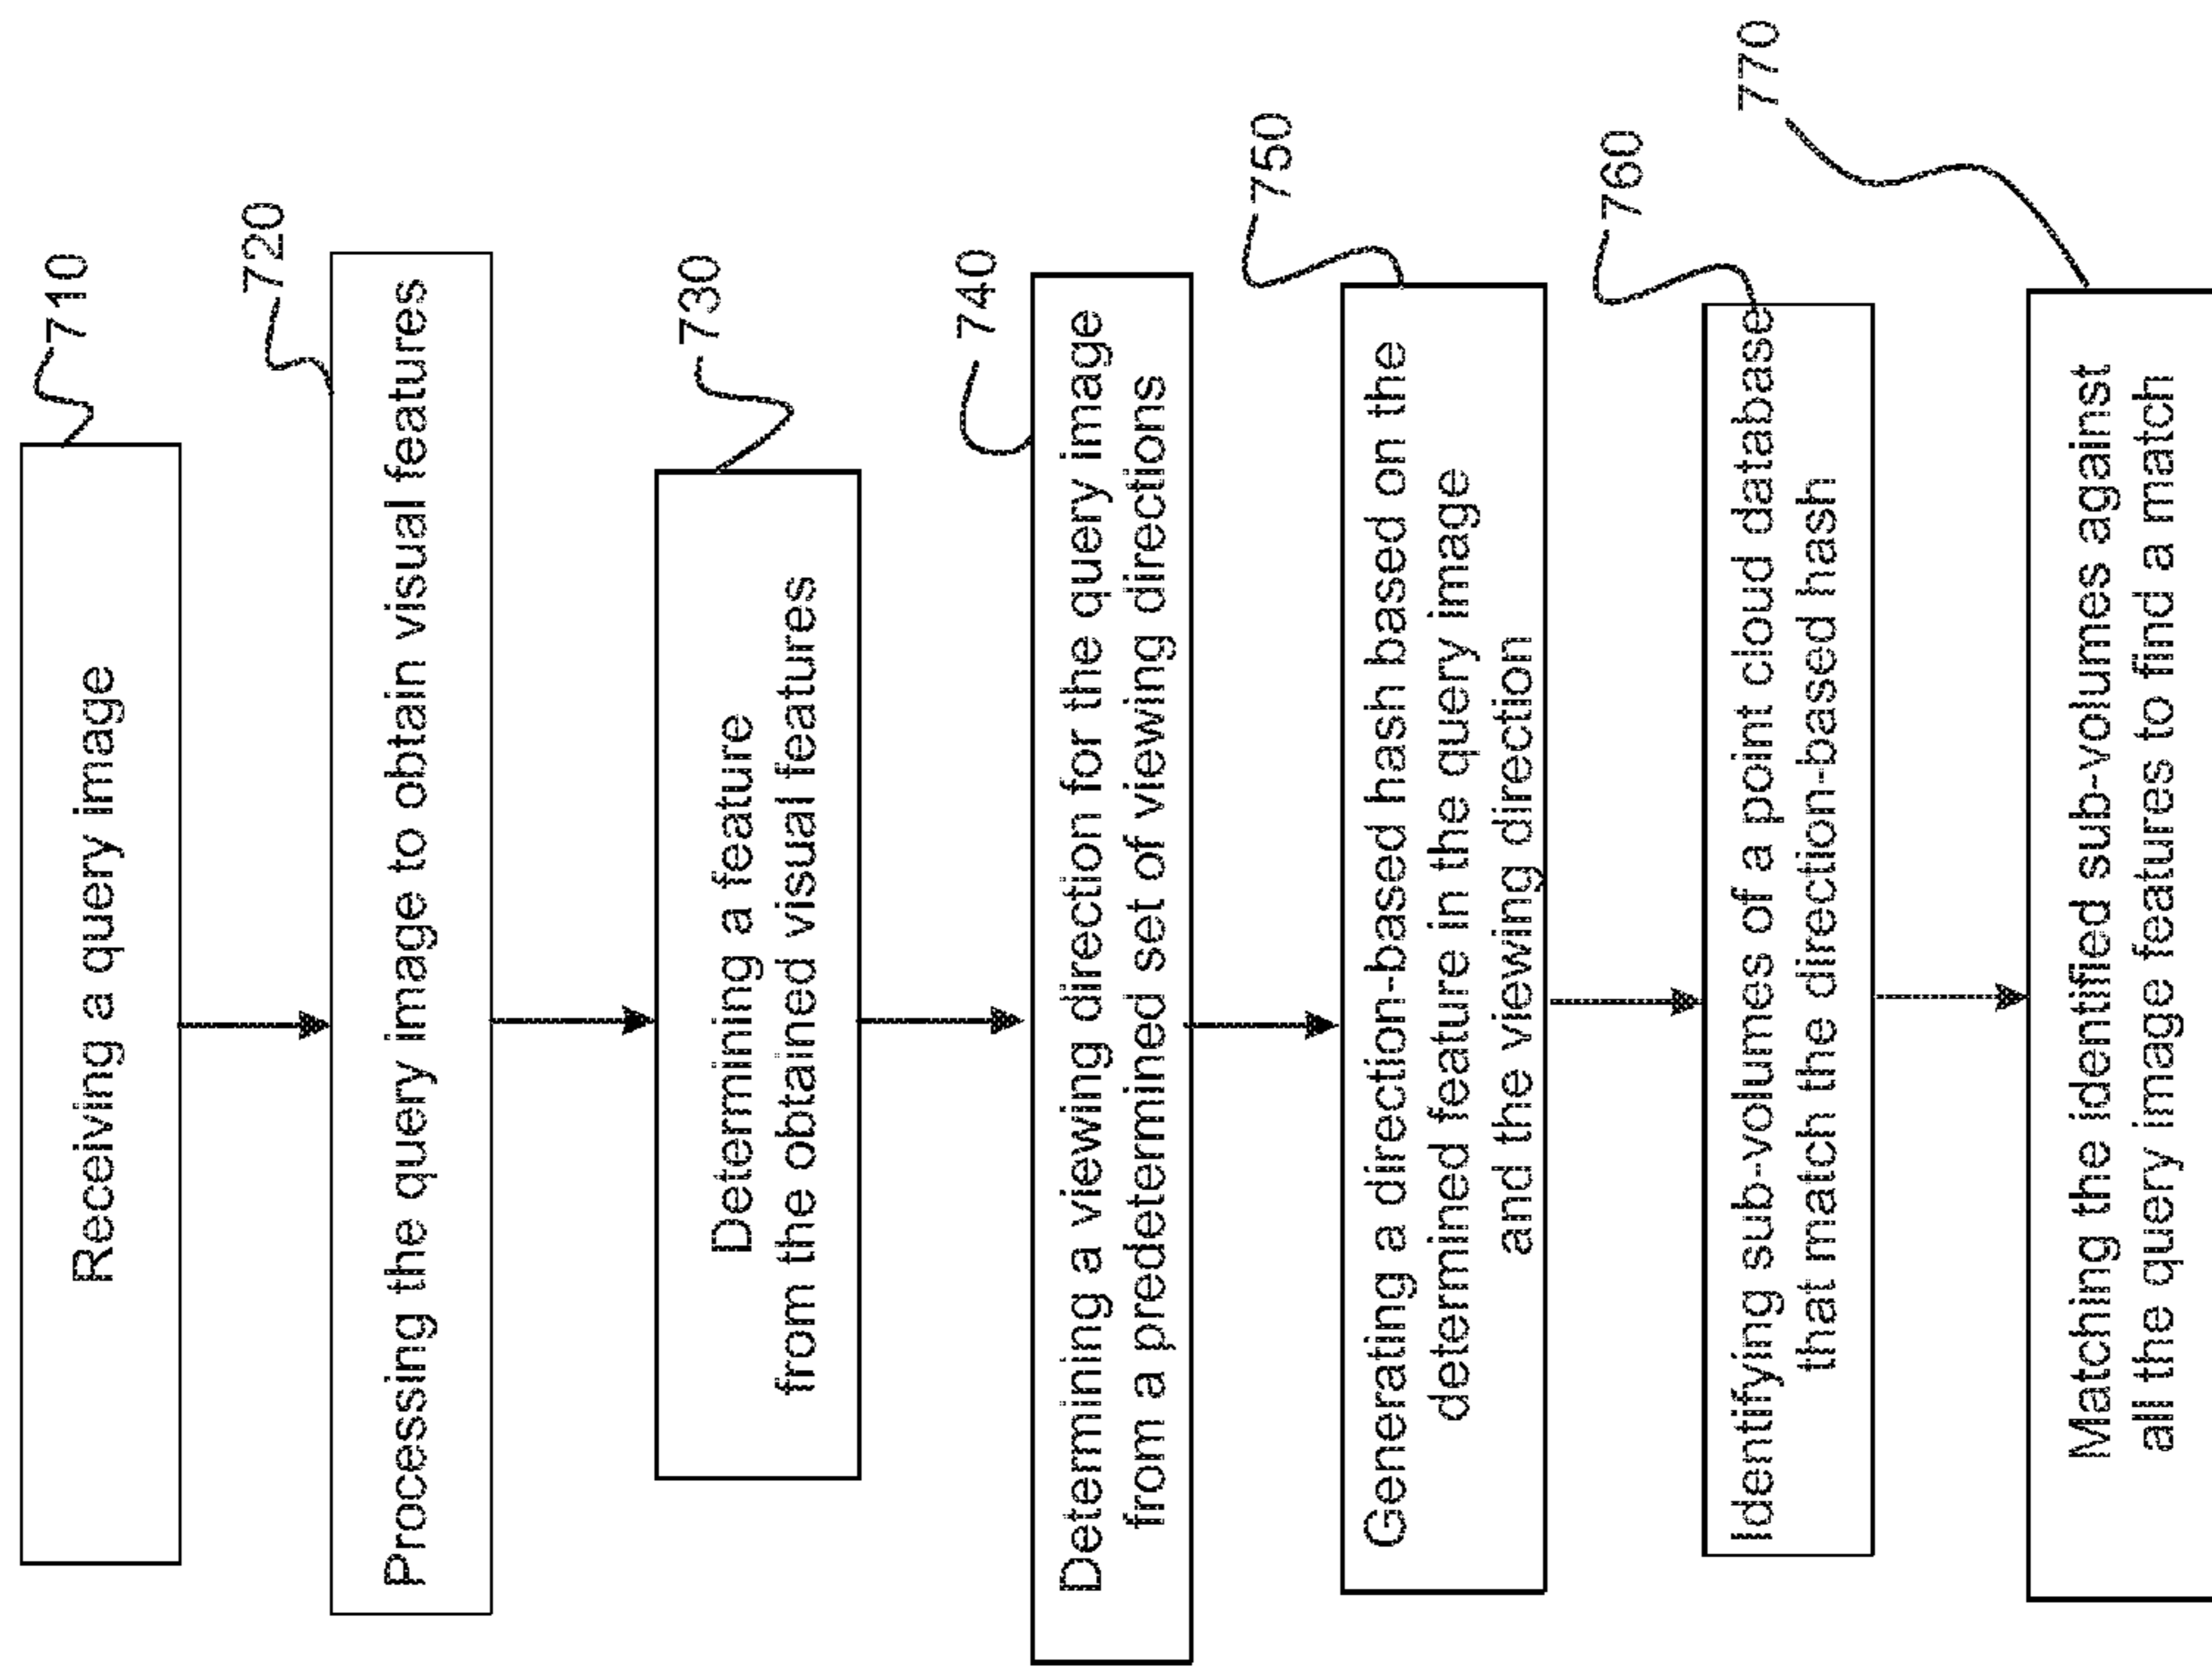 710
Receiving a query image
720
Processing the query image to obtain visual features
730
Determining a feature
from the obtained visual features
740
Determining a viewing direction for the query image
from a predetermined set of viewing directions
750
Generating a direction-based hash based on the
determined feature in the query image
and the viewing direction
760
Identifying sub-volumes of a point cloud database
that match the direction-based hash
770
Matching the identified sub-volumes against
all the query image features to find a match